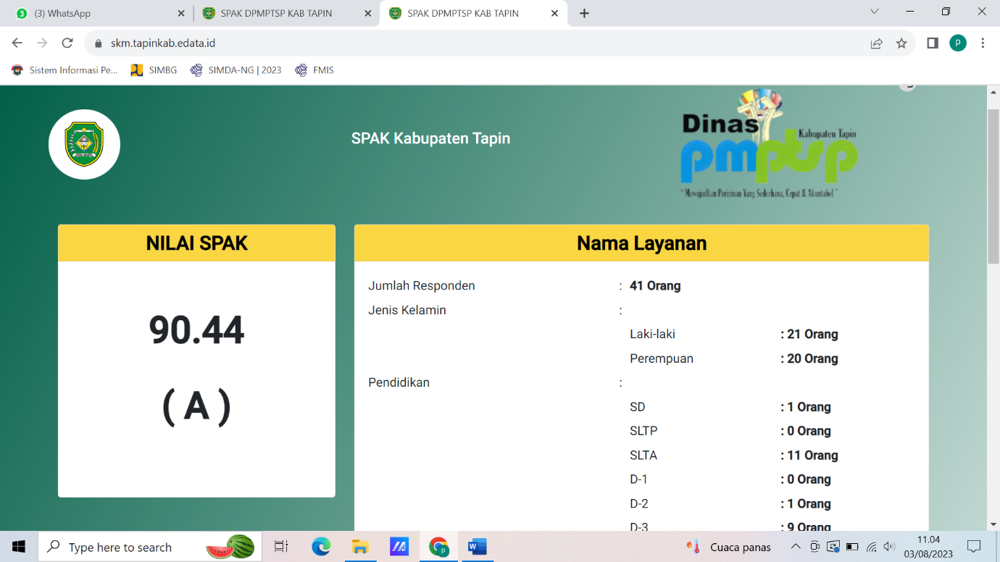 (3) WhatsApp
SPAK DPMPTSP KAB TAPIN
SPAK DPMPTSP KAB TAPIN
skm.tapinkab.edata.id
P
Sistem Informasi Pe...
SIMBG
SIMDA-NG | 2023
FMIS
SPAK Kabupaten Tapin
Dinas
Kabupaten Tapin
pmptsp
" Mewujudkan Perizinan Yang Sederhana, Cepat & Akuntabel "
NILAI SPAK
90.44
( A )
Nama Layanan
Jumlah Responden : 41 Orang
Jenis Kelamin :
Laki-laki : 21 Orang
Perempuan : 20 Orang
Pendidikan :
SD : 1 Orang
SLTP : 0 Orang
SLTA : 11 Orang
D-1 : 0 Orang
D-2 : 1 Orang
D-3 : 9 Orang
Type here to search
Cuaca panas
11.04
03/08/2023